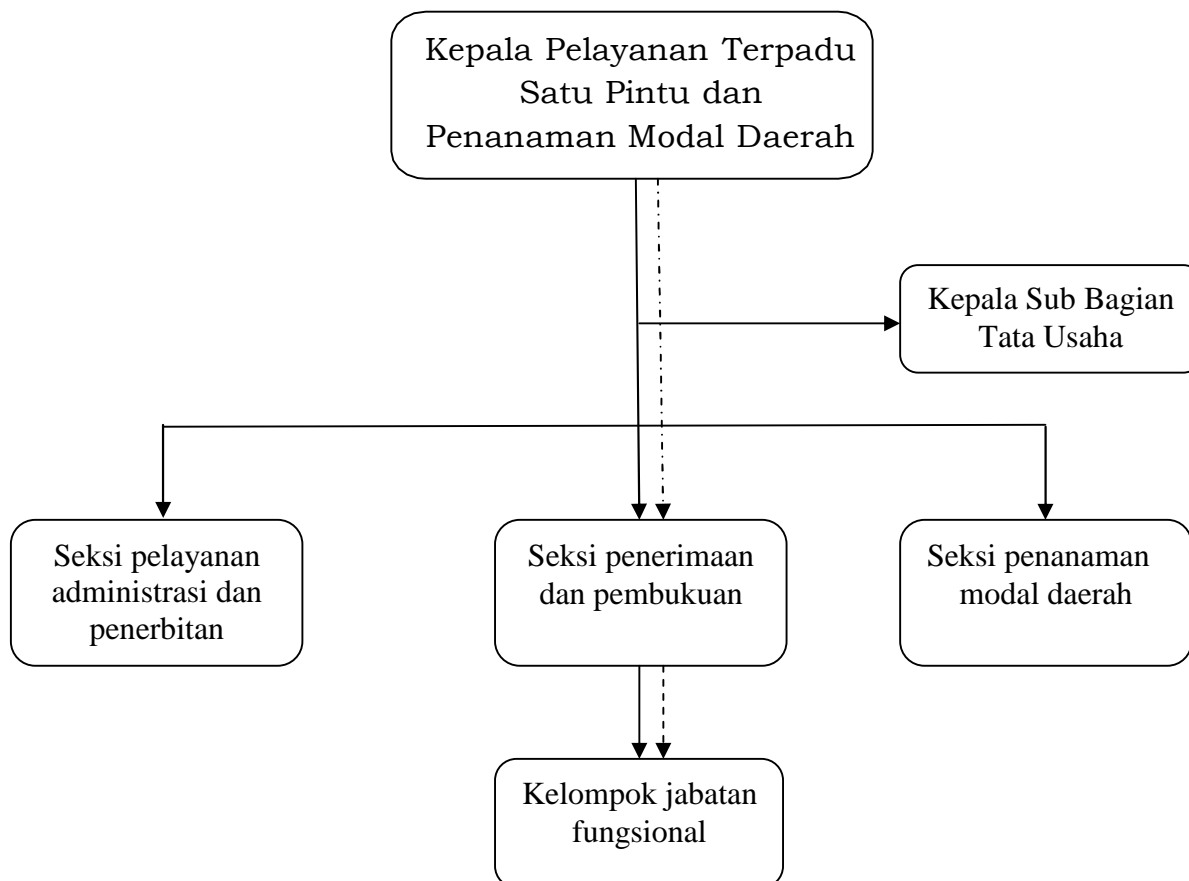 Kepala Pelayanan Terpadu
Satu Pintu dan
Penanaman Modal Daerah
Kepala Sub Bagian
Tata Usaha
Seksi pelayanan
administrasi dan
penerbitan
Seksi penerimaan
dan pembukuan
Seksi penanaman
modal daerah
Kelompok jabatan
fungsional